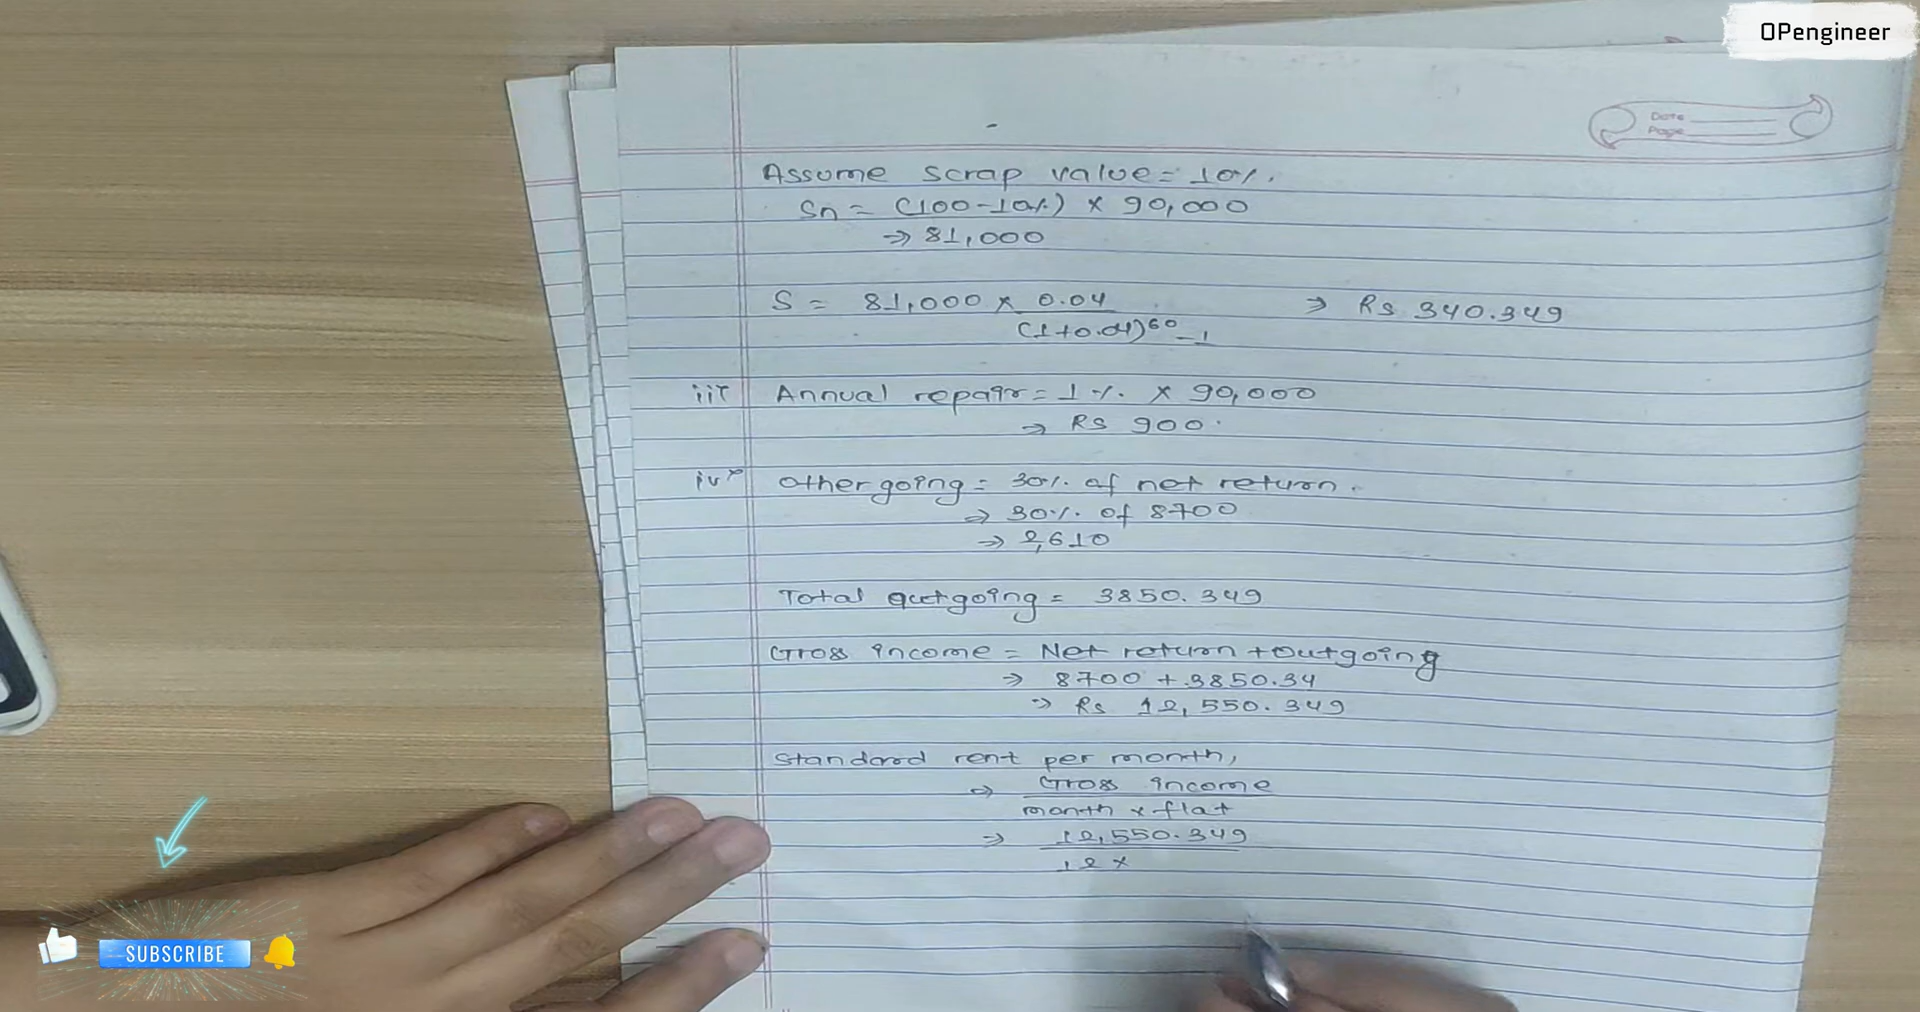 OPengineer
Date
Page
Assume scrap value = 10%.
Sn = (100-10%) × 90,000
⇒ 81,000
S = 81,000 × 0.04 ⇒ Rs 340.349
(1+0.04)^60 - 1
iii Annual repair = 1% × 90,000
⇒ Rs 900.
iv Other going = 30% of net return.
⇒ 30% of 8700
⇒ 2,610
Total outgoing = 3850.349
Gross income = Net return + outgoing
⇒ 8700 + 3850.34
⇒ Rs 12,550.349
Standard rent per month,
⇒ Gross income
month × flat
⇒ 12,550.349
12 ×
SUBSCRIBE